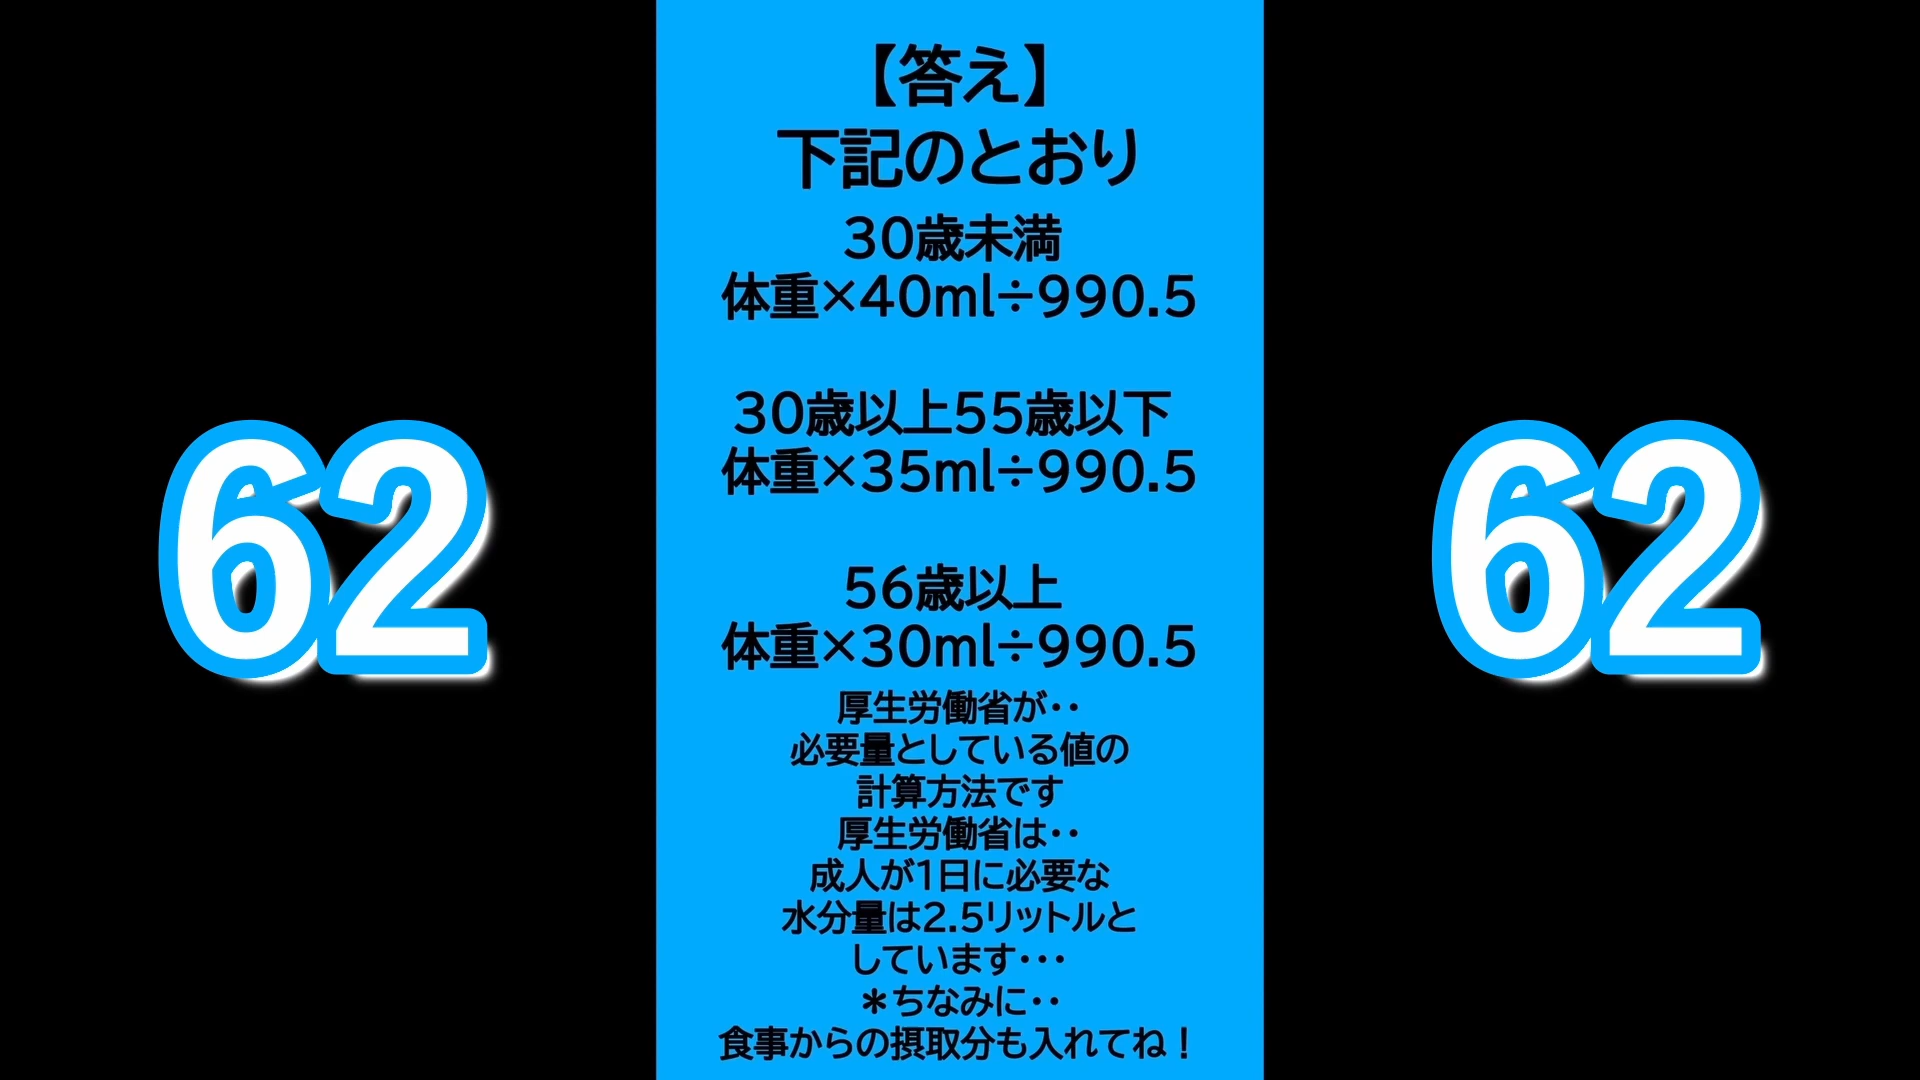 【答え】
下記のとおり
30歳未満
体重×40ml÷990.5
30歳以上55歳以下
体重×35ml÷990.5
56歳以上
体重×30ml÷990.5
厚生労働省が‥
必要量としている値の
計算方法です
厚生労働省は‥
成人が1日に必要な
水分量は2.5リットルと
しています･･･
＊ちなみに‥
食事からの摂取分も入れてね！
62
62